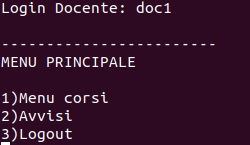 Login Docente: doc1
------------------------
MENU PRINCIPALE
1)Menu corsi
2)Avvisi
3)Logout